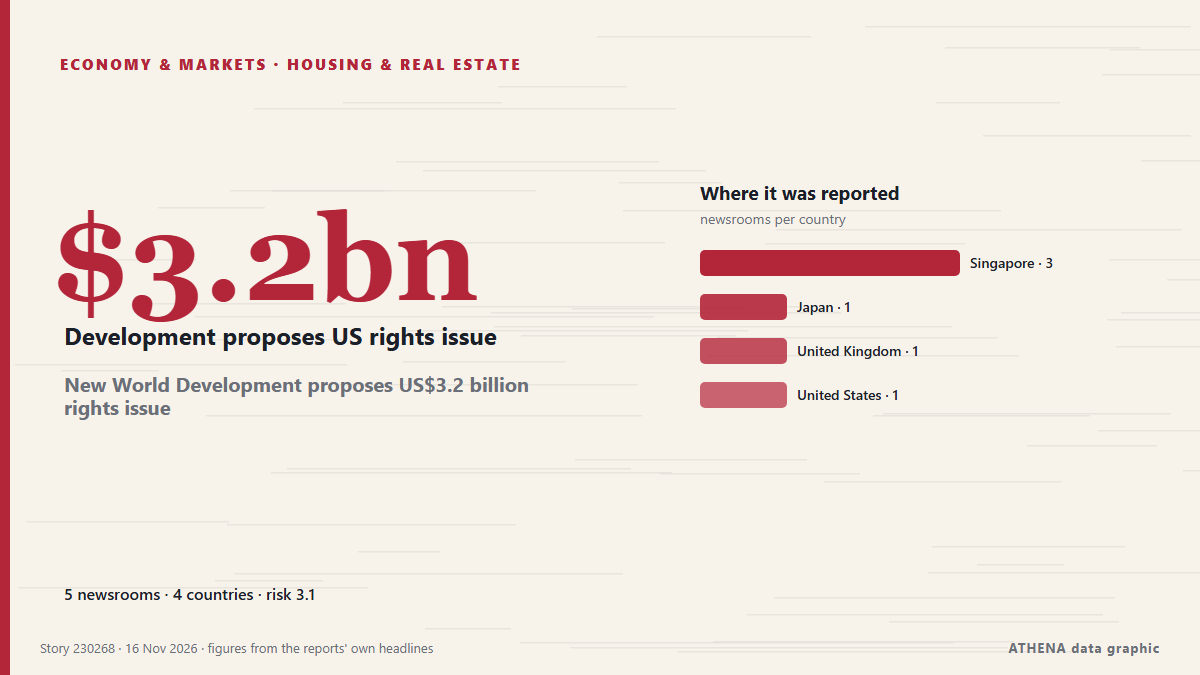 ECONOMY & MARKETS · HOUSING & REAL ESTATE
$3.2bn
Development proposes US rights issue
New World Development proposes US$3.2 billion
rights issue
Where it was reported
newsrooms per country
Singapore · 3
Japan · 1
United Kingdom · 1
United States · 1
5 newsrooms · 4 countries · risk 3.1
Story 230268 · 16 Nov 2026 · figures from the reports' own headlines
ATHENA data graphic